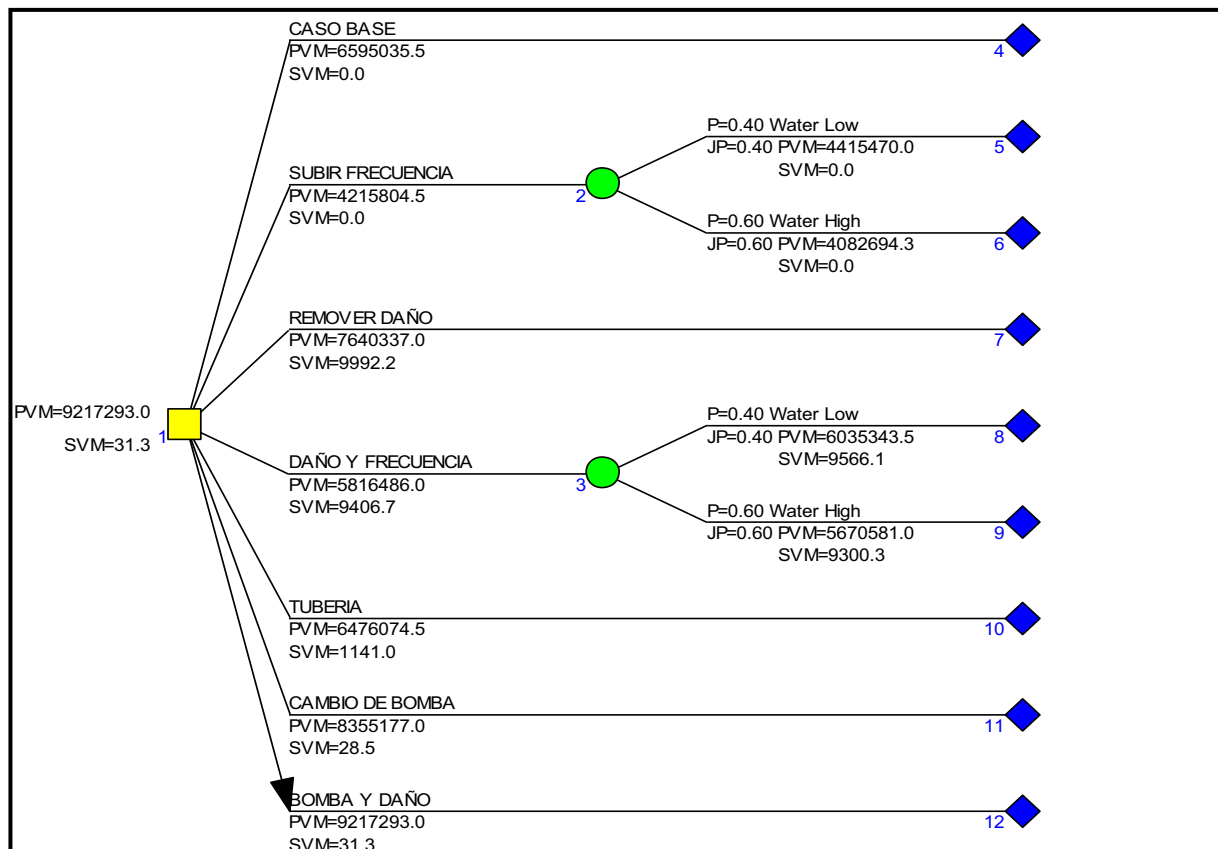 CASO BASE
PVM=6595035.5
SVM=0.0
4
P=0.40 Water Low
JP=0.40 PVM=4415470.0
SVM=0.0
5
SUBIR FRECUENCIA
PVM=4215804.5
SVM=0.0
2
P=0.60 Water High
JP=0.60 PVM=4082694.3
SVM=0.0
6
REMOVER DAÑO
PVM=7640337.0
SVM=9992.2
7
PVM=9217293.0
SVM=31.3
1
P=0.40 Water Low
JP=0.40 PVM=6035343.5
SVM=9566.1
8
DAÑO Y FRECUENCIA
PVM=5816486.0
SVM=9406.7
3
P=0.60 Water High
JP=0.60 PVM=5670581.0
SVM=9300.3
9
TUBERIA
PVM=6476074.5
SVM=1141.0
10
CAMBIO DE BOMBA
PVM=8355177.0
SVM=28.5
11
BOMBA Y DAÑO
PVM=9217293.0
SVM=31.3
12